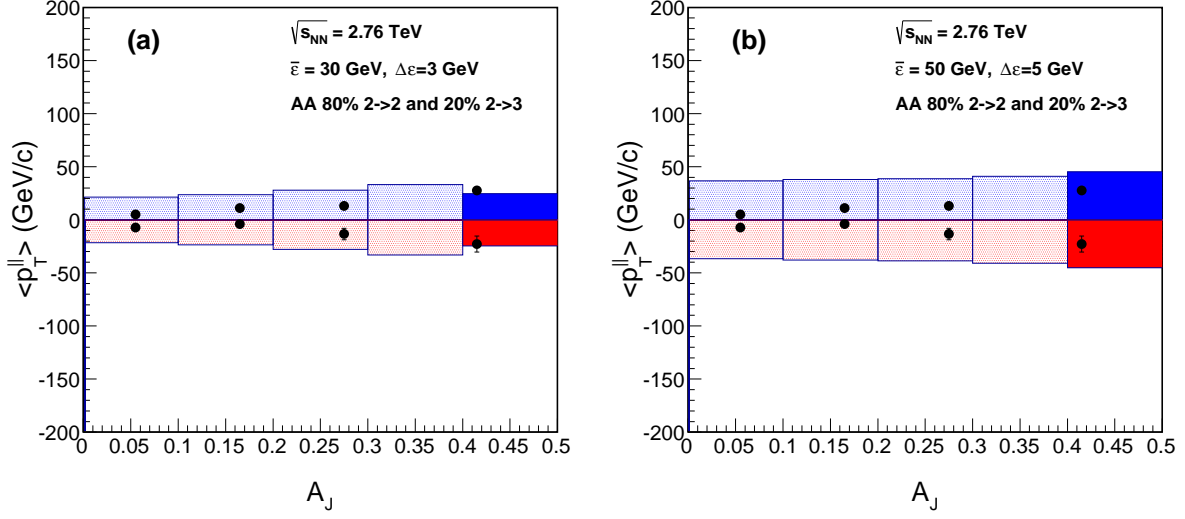 (a)
√s_NN = 2.76 TeV
ε̄ = 30 GeV, Δε=3 GeV
AA 80% 2->2 and 20% 2->3
<p_T^||> (GeV/c)
200
150
100
50
0
-50
-100
-150
-200
0 0.05 0.1 0.15 0.2 0.25 0.3 0.35 0.4 0.45 0.5
A_J
(b)
√s_NN = 2.76 TeV
ε̄ = 50 GeV, Δε=5 GeV
AA 80% 2->2 and 20% 2->3
<p_T^||> (GeV/c)
200
150
100
50
0
-50
-100
-150
-200
0 0.05 0.1 0.15 0.2 0.25 0.3 0.35 0.4 0.45 0.5
A_J